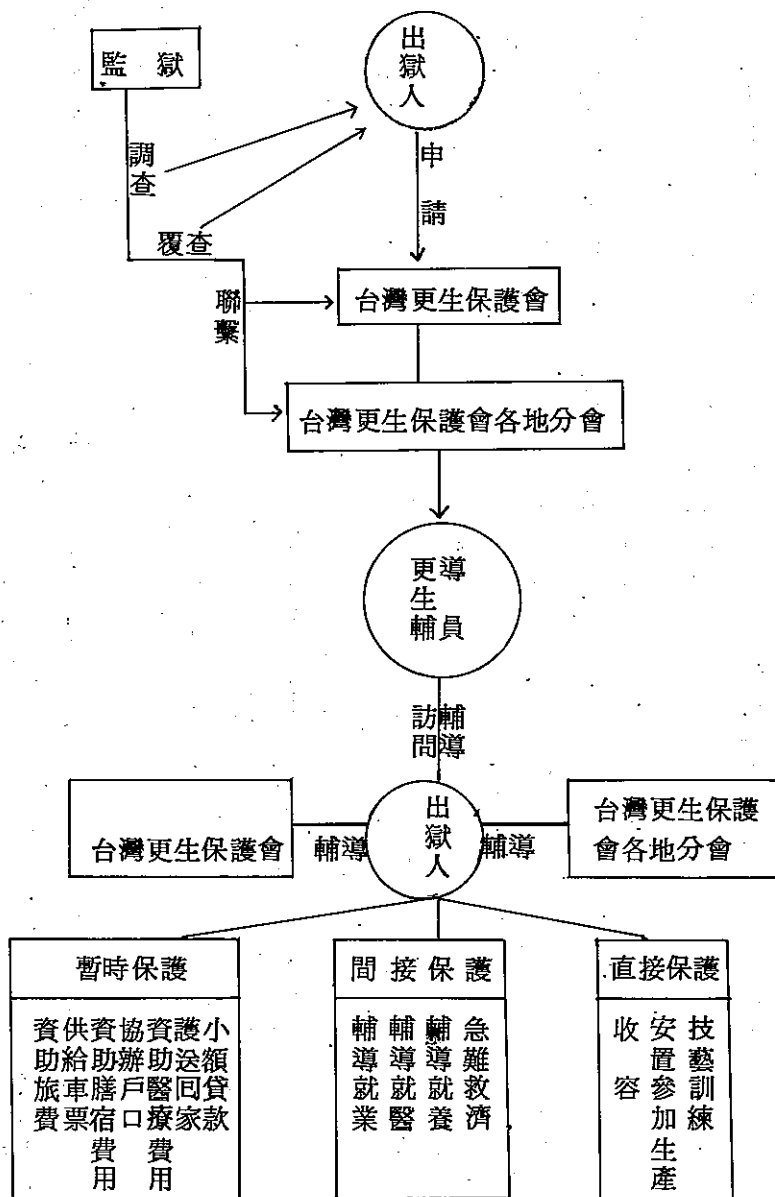 監獄
出獄人
調查
申請
覆查
聯繫
台灣更生保護會
台灣更生保護會各地分會
更生輔導員
訪問輔導
出獄人
台灣更生保護會
輔導
輔導
台灣更生保護
會各地分會
直接保護
技藝訓練
安置參加生產
收容
間接保護
急難救濟
輔導就養
輔導就醫
輔導就業
暫時保護
小額貸款
護送回家
資助醫療費用
協辦戶口
資助膳宿費用
供給車票
資助旅費